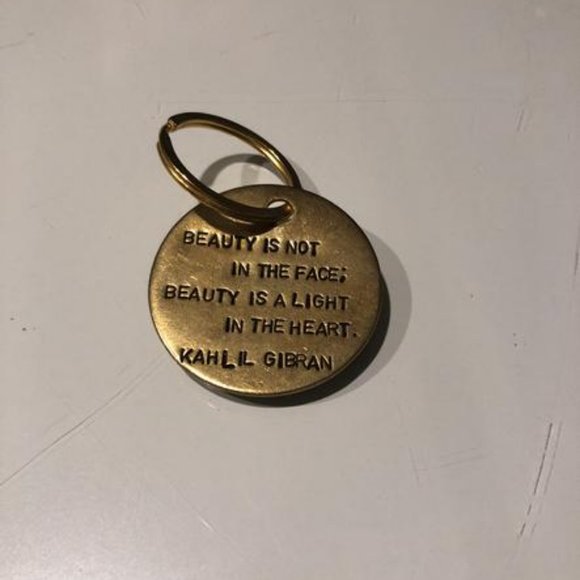 BEAUTY IS NOT
IN THE FACE;
BEAUTY IS A LIGHT
IN THE HEART.
KAHLIL GIBRAN